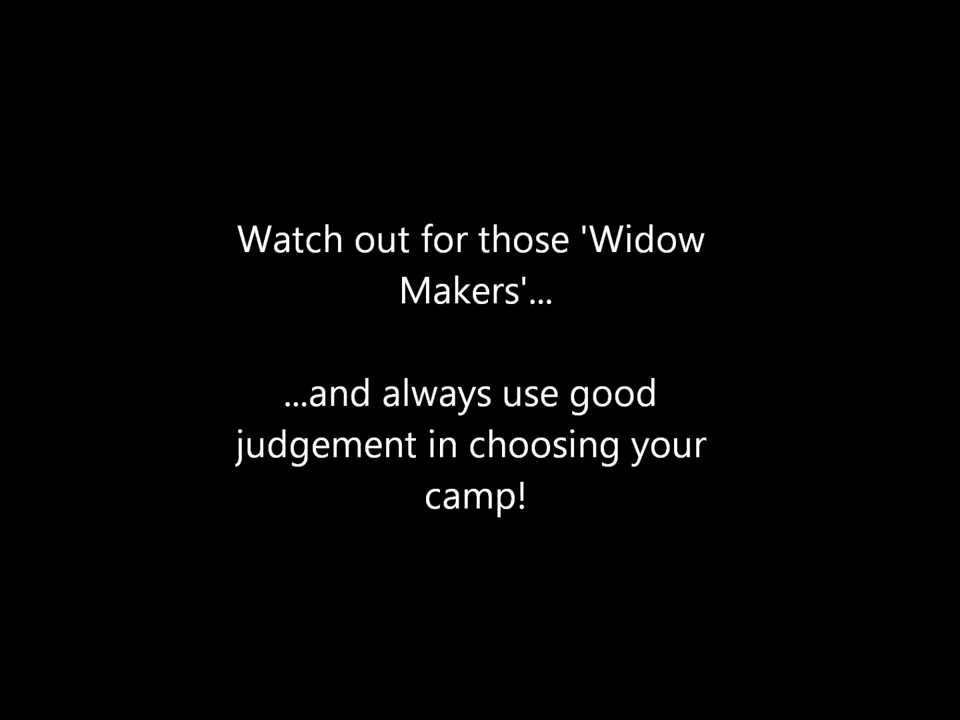 Watch out for those 'Widow
Makers'...
...and always use good
judgement in choosing your
camp!